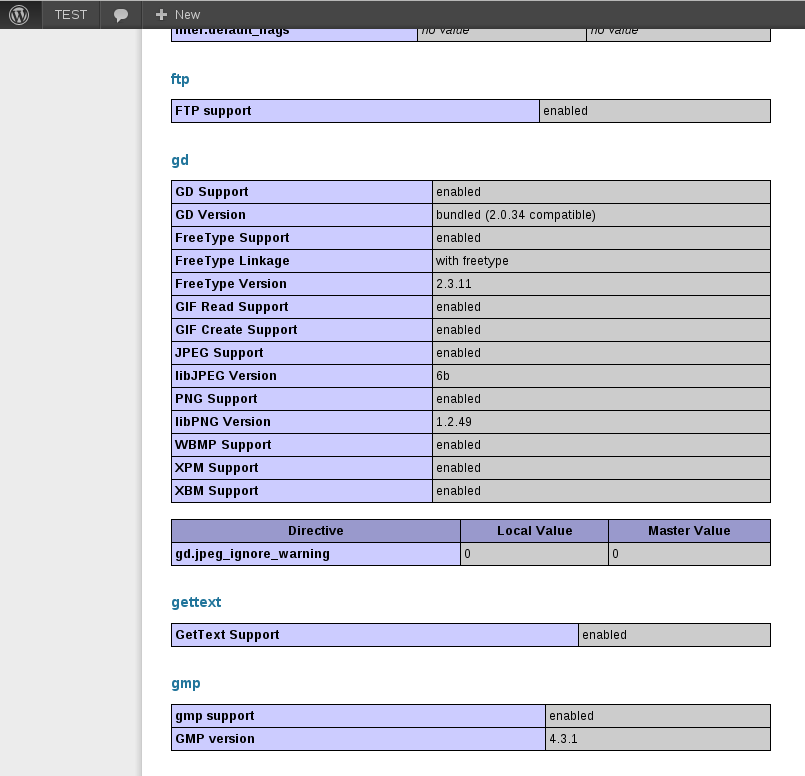 TEST New
filter.default_flags no value no value
ftp
FTP support enabled
gd
GD Support enabled
GD Version bundled (2.0.34 compatible)
FreeType Support enabled
FreeType Linkage with freetype
FreeType Version 2.3.11
GIF Read Support enabled
GIF Create Support enabled
JPEG Support enabled
libJPEG Version 6b
PNG Support enabled
libPNG Version 1.2.49
WBMP Support enabled
XPM Support enabled
XBM Support enabled
Directive Local Value Master Value
gd.jpeg_ignore_warning 0 0
gettext
GetText Support enabled
gmp
gmp support enabled
GMP version 4.3.1